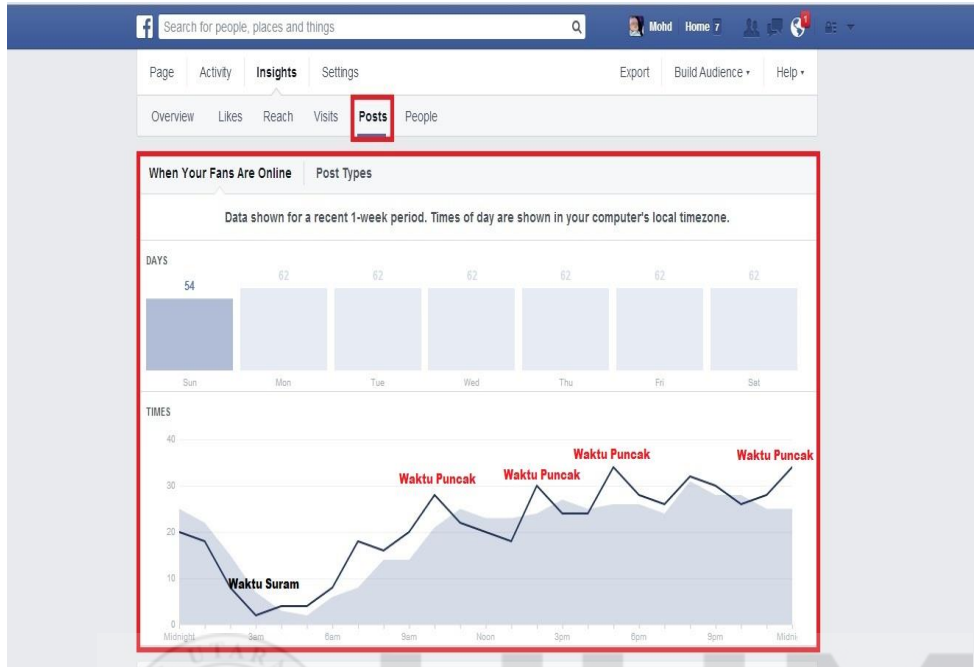 Search for people, places and things
Mohd Home 7
1
Page Activity Insights Settings Export Build Audience Help
Overview Likes Reach Visits Posts People
When Your Fans Are Online Post Types
Data shown for a recent 1-week period. Times of day are shown in your computer's local timezone.
DAYS
54 62 62 62 62 62 62
Sun Mon Tue Wed Thu Fri Sat
TIMES
40
Waktu Puncak Waktu Puncak
Waktu Puncak Waktu Puncak
30
20
10
Waktu Suram
0
Midnight 3am 6am 9am Noon 3pm 6pm 9pm Midni
UTARA